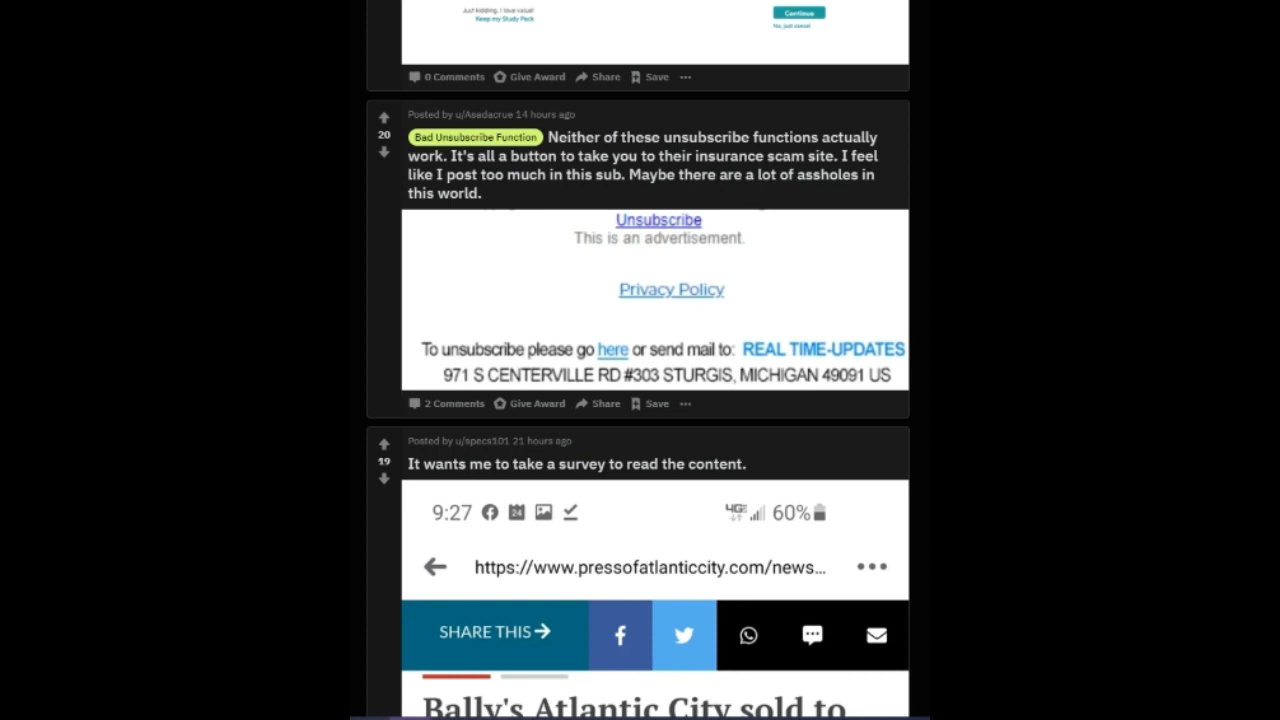 Just kidding, I love value!
Keep my Study Pack
Continue
No, just cancel
0 Comments Give Award Share Save ...
Posted by u/Asadacrue 14 hours ago
20
Bad Unsubscribe Function Neither of these unsubscribe functions actually
work. It's all a button to take you to their insurance scam site. I feel
like I post too much in this sub. Maybe there are a lot of assholes in
this world.
Unsubscribe
This is an advertisement.
Privacy Policy
To unsubscribe please go here or send mail to: REAL TIME-UPDATES
971 S CENTERVILLE RD #303 STURGIS, MICHIGAN 49091 US
2 Comments Give Award Share Save ...
Posted by u/specs101 21 hours ago
19
It wants me to take a survey to read the content.
9:27 24 4GE 60%
https://www.pressofatlanticcity.com/news...
SHARE THIS
Bally's Atlantic City sold to